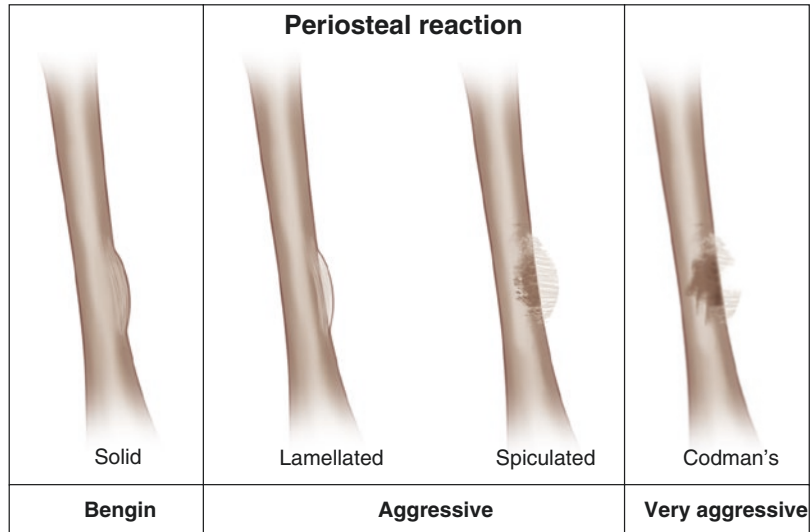 Periosteal reaction
Solid
Lamellated
Spiculated
Codman's
Bengin
Aggressive
Very aggressive